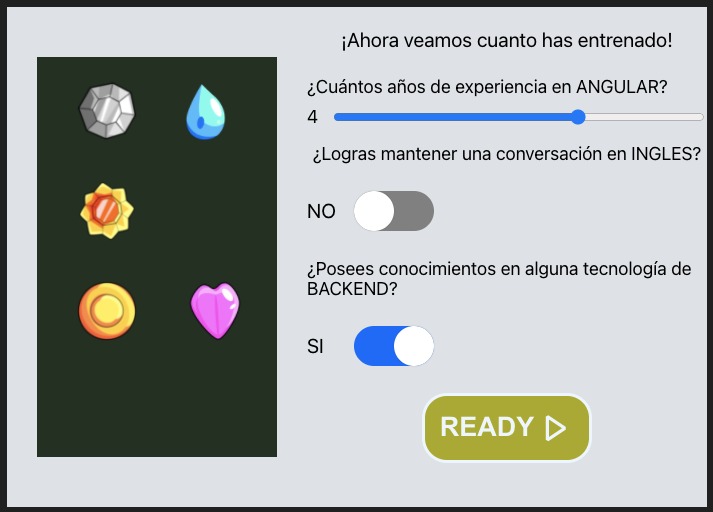 ¡Ahora veamos cuanto has entrenado!
¿Cuántos años de experiencia en ANGULAR?
4
¿Logras mantener una conversación en INGLES?
NO
¿Posees conocimientos en alguna tecnología de
BACKEND?
SI
READY